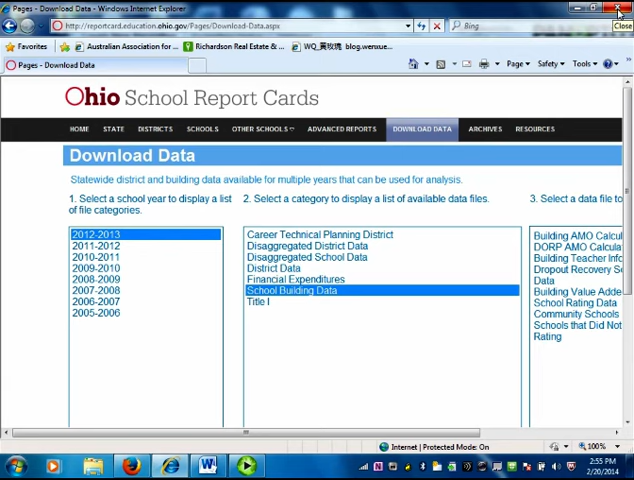 Pages - Download Data - Windows Internet Explorer
http://reportcard.education.ohio.gov/Pages/Download-Data.aspx
Bing
Close
Favorites
Australian Association for ...
Richardson Real Estate & ...
WQ_黃玫瑰 blog.wenxue...
Pages - Download Data
Page
Safety
Tools
Ohio School Report Cards
HOME
STATE
DISTRICTS
SCHOOLS
OTHER SCHOOLS
ADVANCED REPORTS
DOWNLOAD DATA
ARCHIVES
RESOURCES
Download Data
Statewide district and building data available for multiple years that can be used for analysis.
1. Select a school year to display a list
of file categories.
2012-2013
2011-2012
2010-2011
2009-2010
2008-2009
2007-2008
2006-2007
2005-2006
2. Select a category to display a list of available data files.
Career Technical Planning District
Disaggregated District Data
Disaggregated School Data
District Data
Financial Expenditures
School Building Data
Title I
3. Select a data file to
Building AMO Calcul
DORP AMO Calcula
Building Teacher Info
Dropout Recovery S
Data
Building Value Adde
School Rating Data
Community Schools
Schools that Did Not
Rating
Internet | Protected Mode: On
100%
2:55 PM
2/20/2014